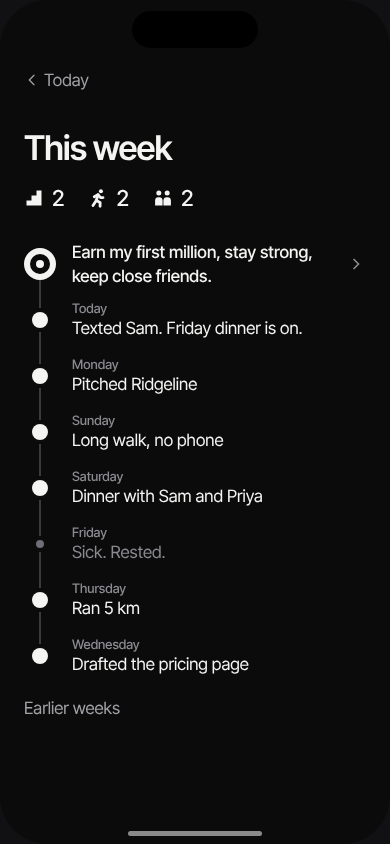 Today
This week
2 2 2
Earn my first million, stay strong,
keep close friends.
Today
Texted Sam. Friday dinner is on.
Monday
Pitched Ridgeline
Sunday
Long walk, no phone
Saturday
Dinner with Sam and Priya
Friday
Sick. Rested.
Thursday
Ran 5 km
Wednesday
Drafted the pricing page
Earlier weeks